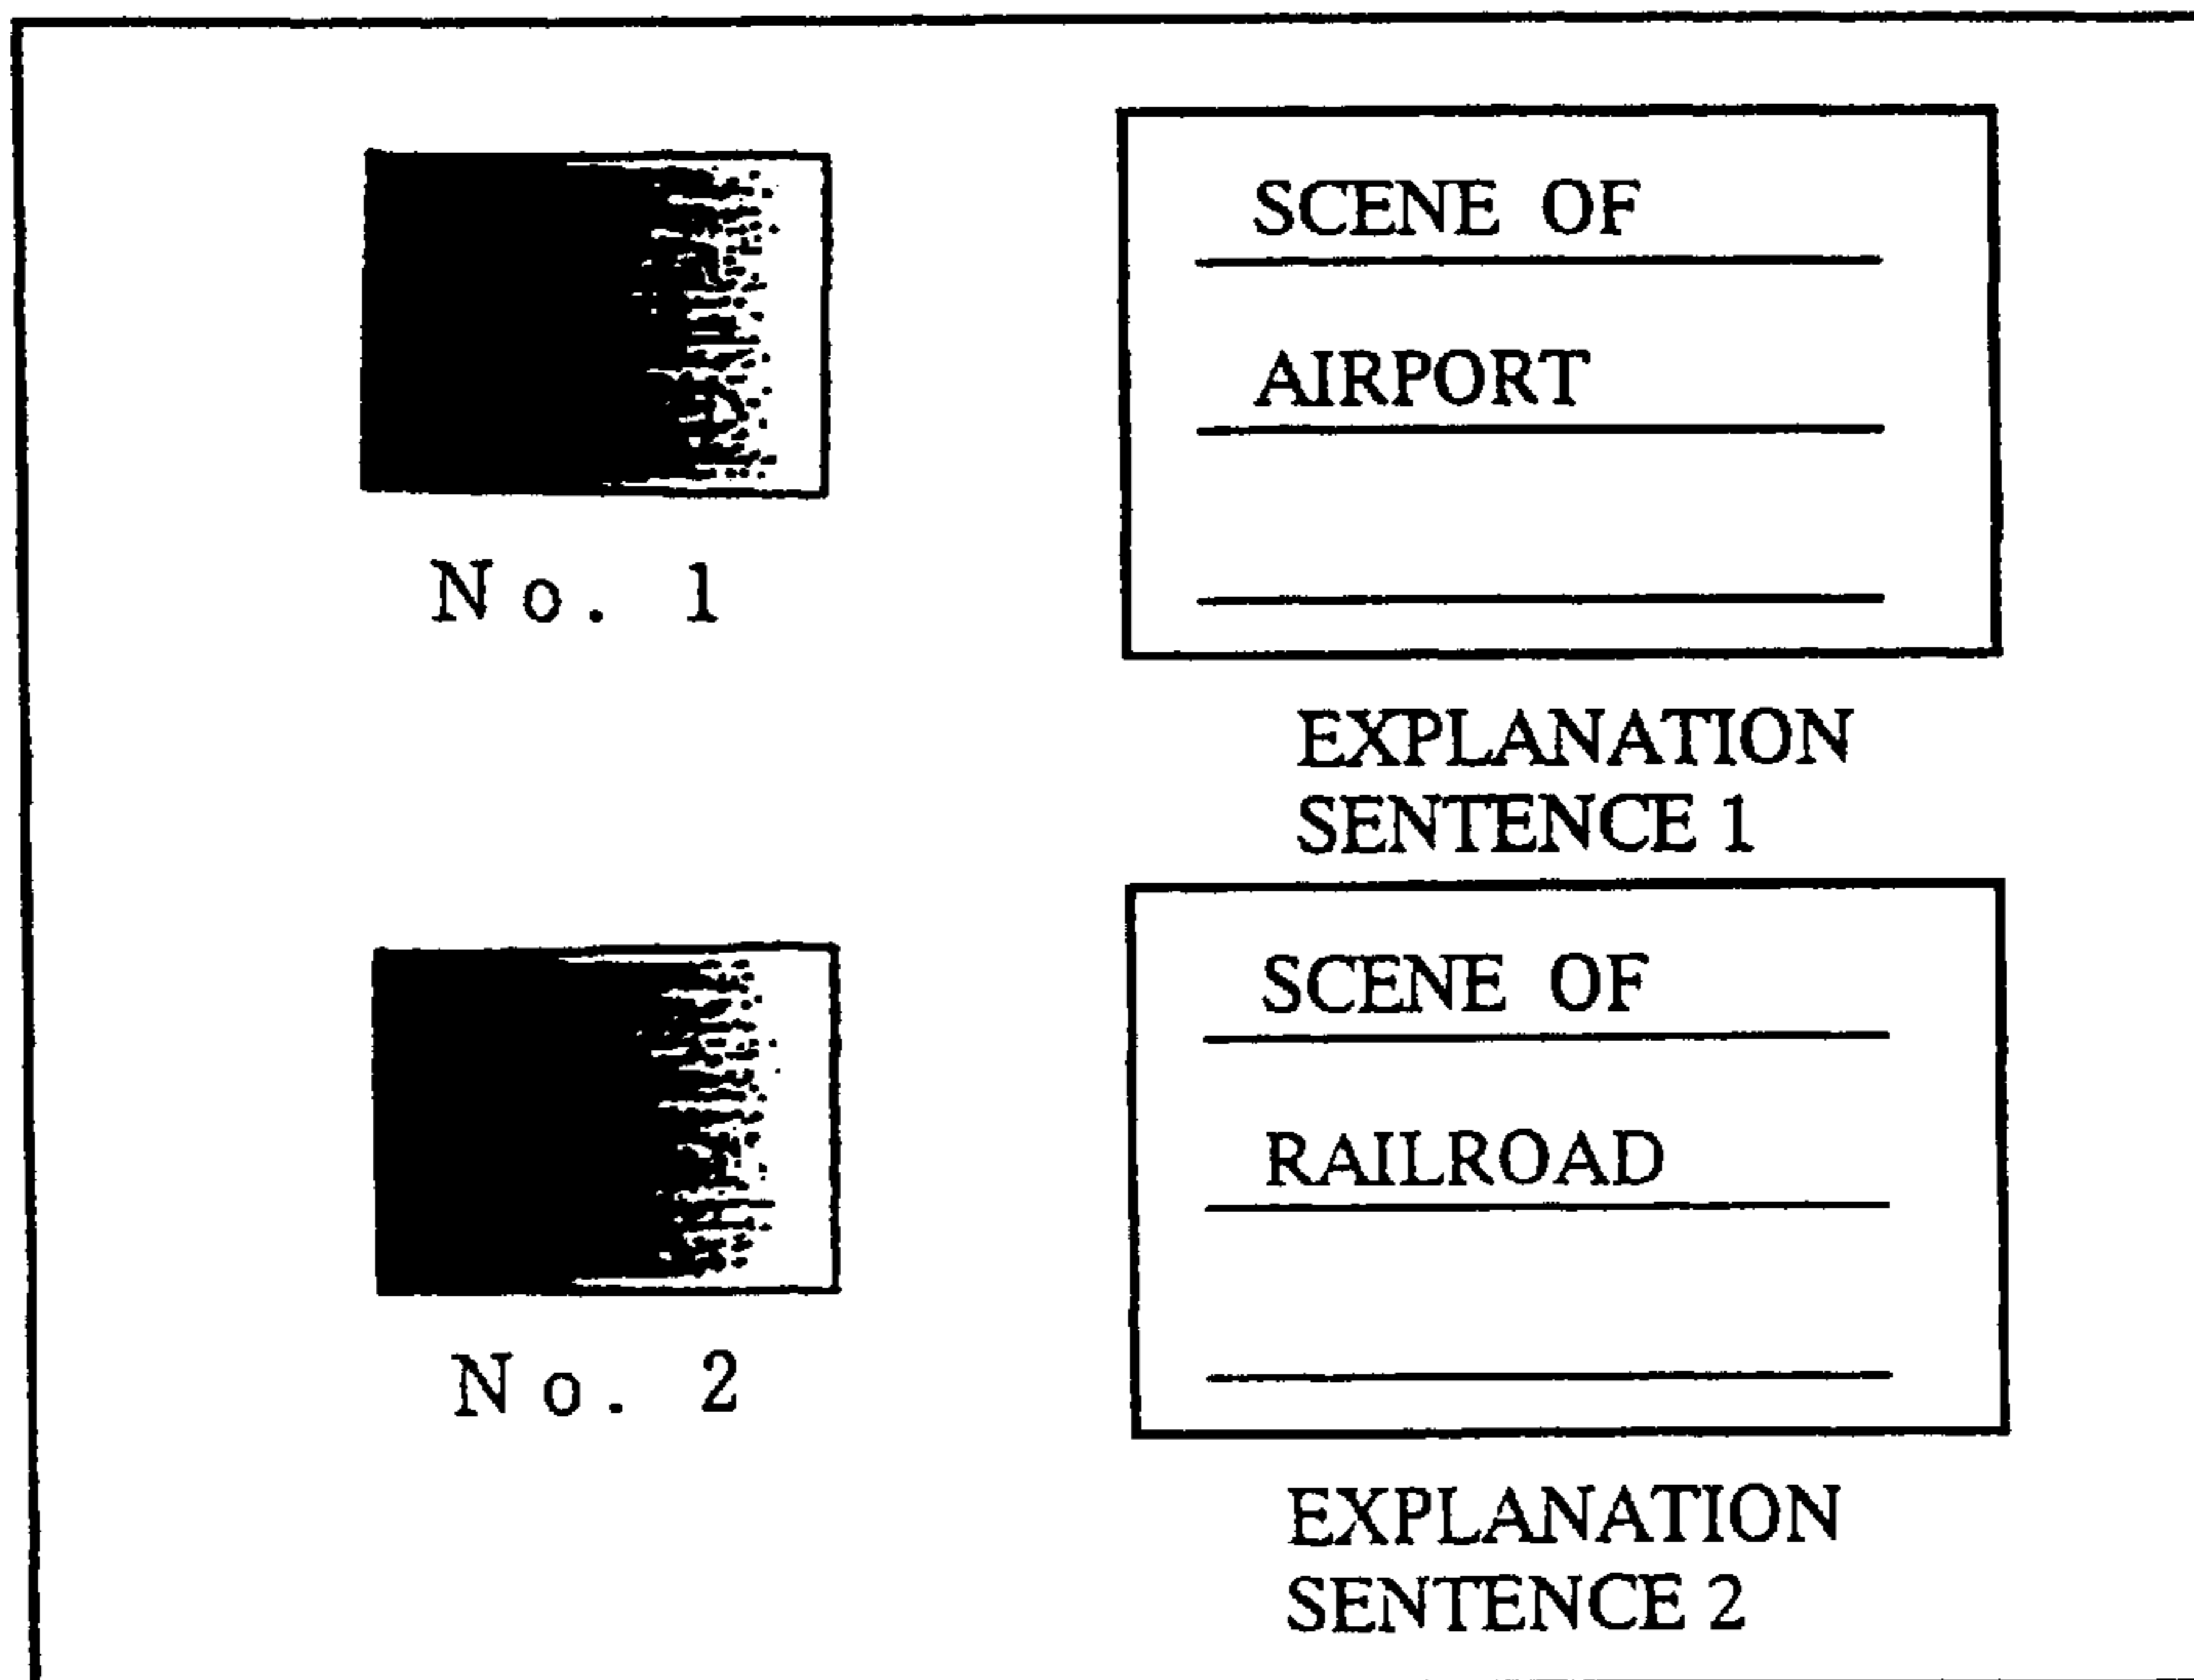 SCENE OF
AIRPORT
No. 1
EXPLANATION
SENTENCE 1
SCENE OF
RAILROAD
No. 2
EXPLANATION
SENTENCE 2